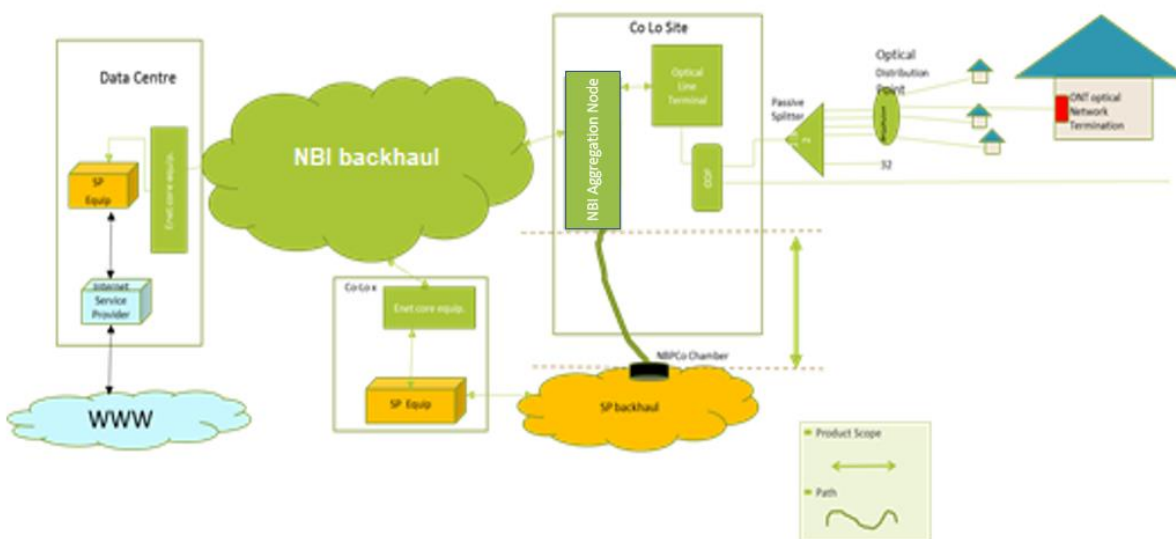 Data Centre
SP
Equip
Enet core equip.
Internet
Service
Provider
WWW
NBI backhaul
Co Lo x
Enet core equip.
SP Equip
Co Lo Site
NBI Aggregation Node
Optical
Line
Terminal
ODF
NBPCo Chamber
SP backhaul
Passive
Splitter
Optical
Distribution
Point
32
ONT optical
Network
Termination
Product Scope
Path